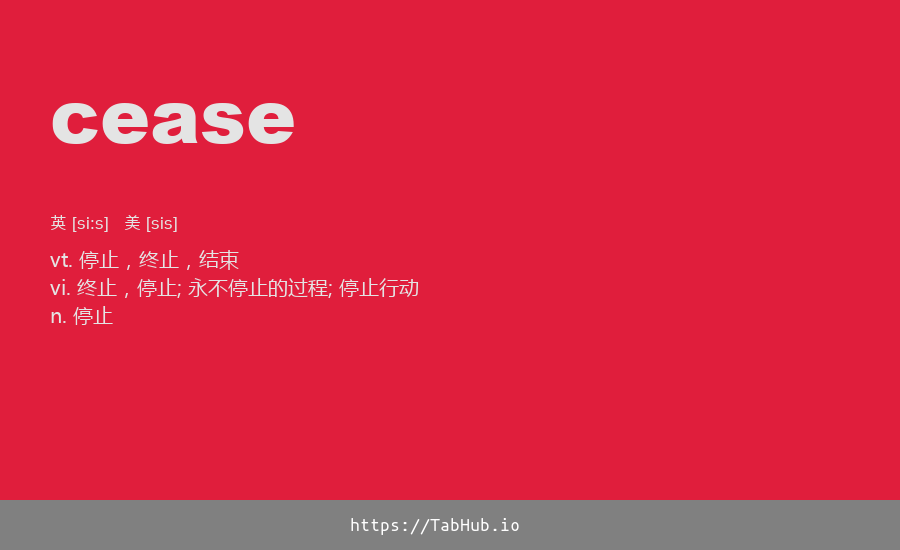 cease
英 [si:s] 美 [sis]
vt. 停止，终止，结束
vi. 终止，停止; 永不停止的过程; 停止行动
n. 停止
https://TabHub.io